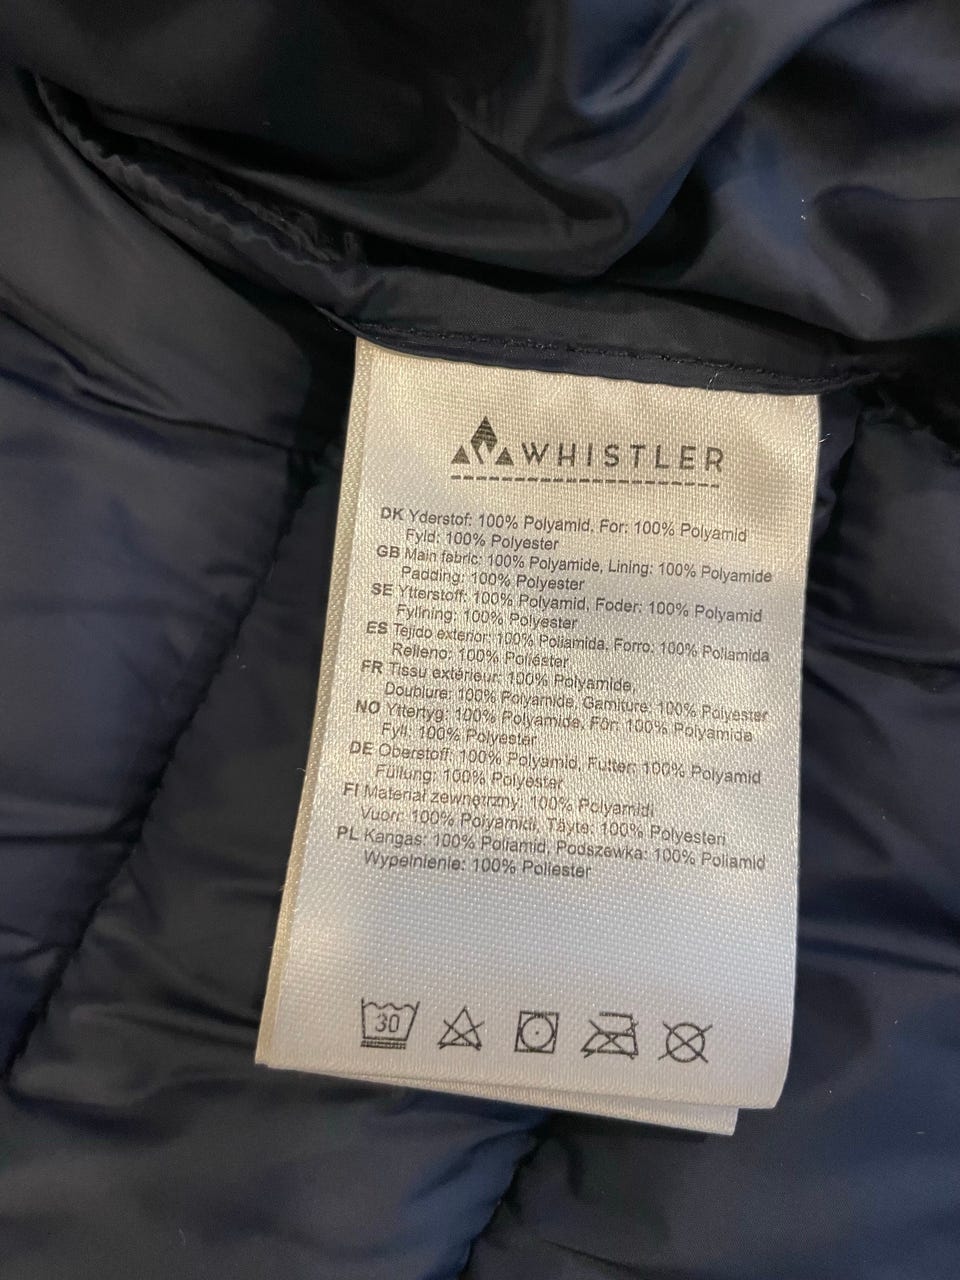 WHISTLER
DK Yderstof: 100% Polyamid, For: 100% Polyamid
Fyld: 100% Polyester
GB Main fabric: 100% Polyamide, Lining: 100% Polyamide
Padding: 100% Polyester
SE Ytterstoff: 100% Polyamid, Foder: 100% Polyamid
Fyllning: 100% Polyester
ES Tejido exterior: 100% Poliamida, Forro: 100% Poliamida
Relleno: 100% Poliéster
FR Tissu extérieur: 100% Polyamide,
Doublure: 100% Polyamide, Garniture: 100% Polyester
NO Yttertyg: 100% Polyamide, Fôr: 100% Polyamida
Fyll: 100% Polyester
DE Oberstoff: 100% Polyamid, Futter: 100% Polyamid
Füllung: 100% Polyester
FI Materiał zewnętrzny: 100% Polyamidi
Vuori: 100% Polyamidi, Täyte: 100% Polyesteri
PL Kangas: 100% Poliamid, Podszewka: 100% Poliamid
Wypełnienie: 100% Poliester
30